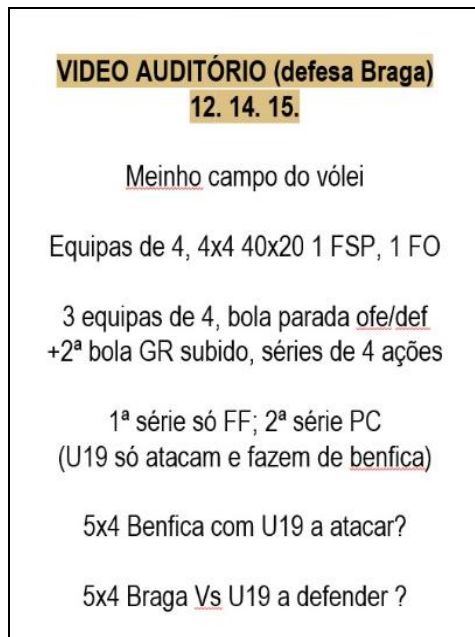 VIDEO AUDITÓRIO (defesa Braga)
12. 14. 15.
Meinho campo do vólei
Equipas de 4, 4x4 40x20 1 FSP, 1 FO
3 equipas de 4, bola parada ofe/def
+2ª bola GR subido, séries de 4 ações
1ª série só FF; 2ª série PC
(U19 só atacam e fazem de benfica)
5x4 Benfica com U19 a atacar?
5x4 Braga Vs U19 a defender ?